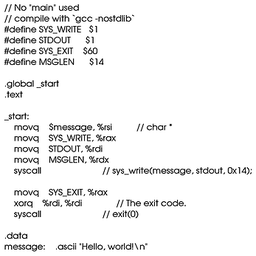 // No "main" used
// compile with `gcc -nostdlib`
#define SYS_WRITE $1
#define STDOUT $1
#define SYS_EXIT $60
#define MSGLEN $14
.global _start
.text
_start:
movq $message, %rsi // char *
movq SYS_WRITE, %rax
movq STDOUT, %rdi
movq MSGLEN, %rdx
syscall // sys_write(message, stdout, 0x14);
movq SYS_EXIT, %rax
xorq %rdi, %rdi // The exit code.
syscall // exit(0)
.data
message: .ascii "Hello, world!\n"